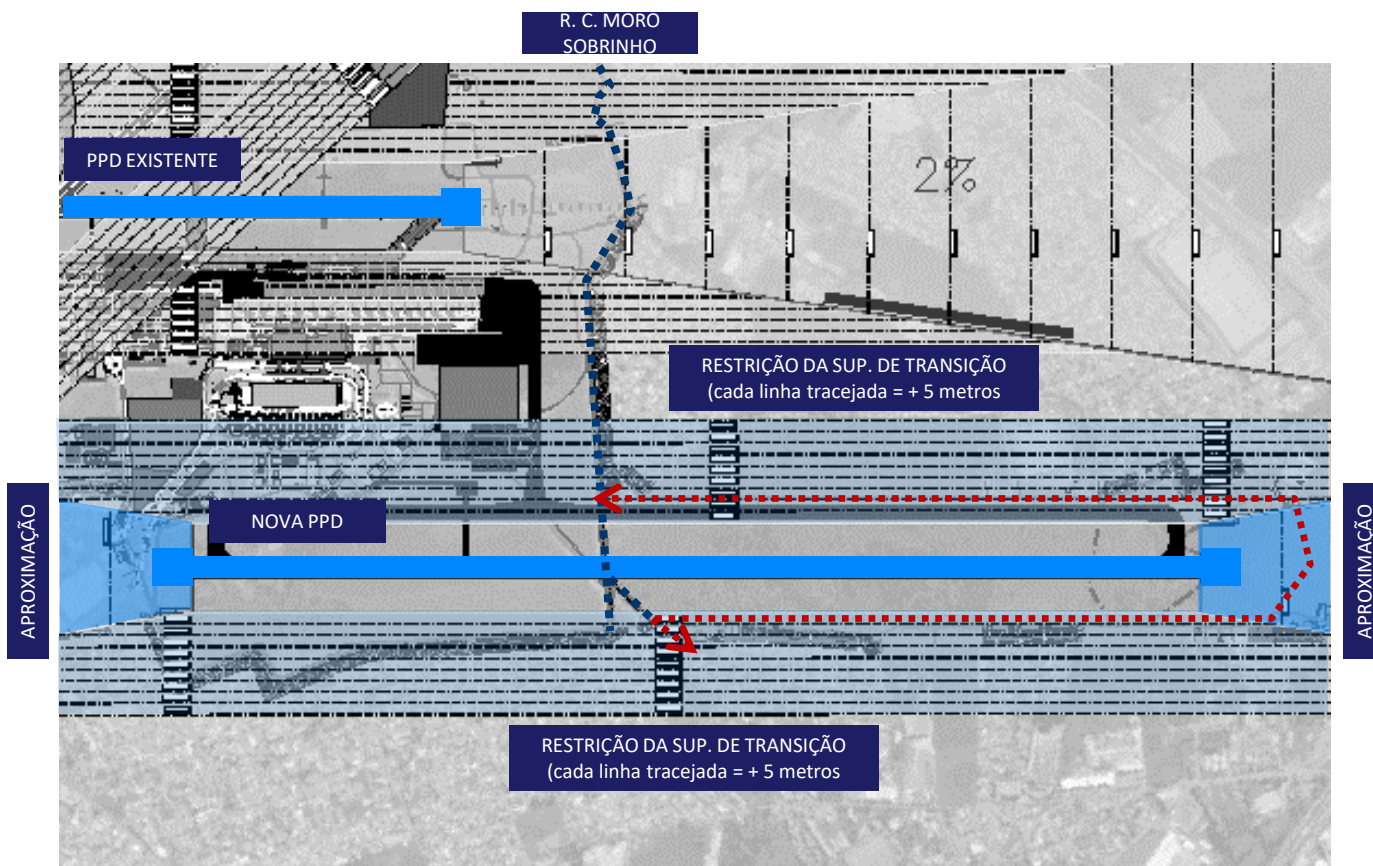 R. C. MORO
SOBRINHO
PPD EXISTENTE
2%
RESTRIÇÃO DA SUP. DE TRANSIÇÃO
(cada linha tracejada = + 5 metros
APROXIMAÇÃO
NOVA PPD
APROXIMAÇÃO
RESTRIÇÃO DA SUP. DE TRANSIÇÃO
(cada linha tracejada = + 5 metros